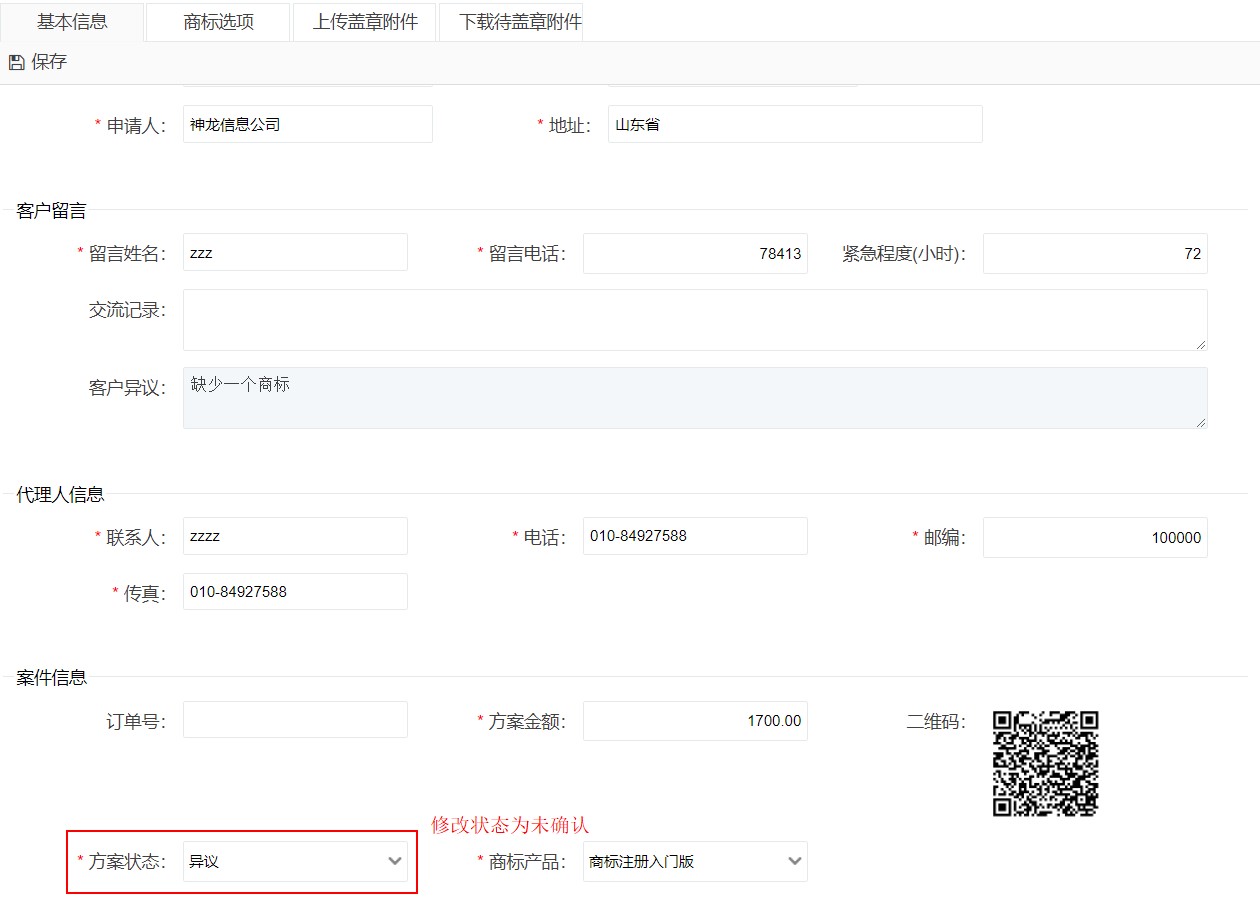 基本信息 商标选项 上传盖章附件 下载待盖章附件
保存
* 申请人： 神龙信息公司 * 地址： 山东省
客户留言
* 留言姓名： zzz * 留言电话： 78413 紧急程度(小时)： 72
交流记录：
客户异议： 缺少一个商标
代理人信息
* 联系人： zzzz * 电话： 010-84927588 * 邮编： 100000
* 传真： 010-84927588
案件信息
订单号： * 方案金额： 1700.00 二维码：
修改状态为未确认
* 方案状态： 异议 * 商标产品： 商标注册入门版